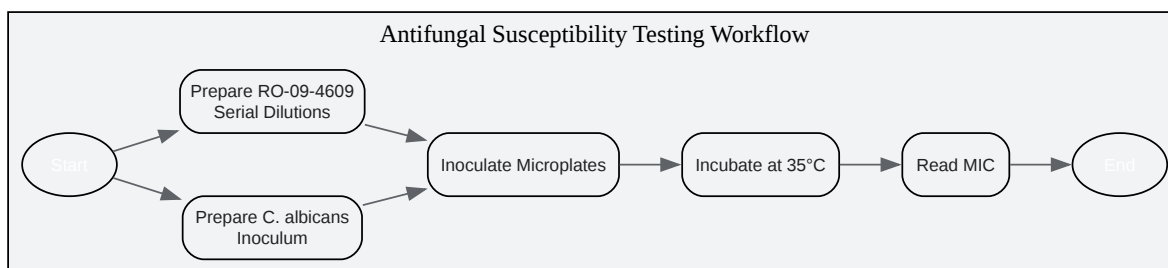 Antifungal Susceptibility Testing Workflow
Start
Prepare RO-09-4609
Serial Dilutions
Prepare C. albicans
Inoculum
Inoculate Microplates
Incubate at 35°C
Read MIC
End